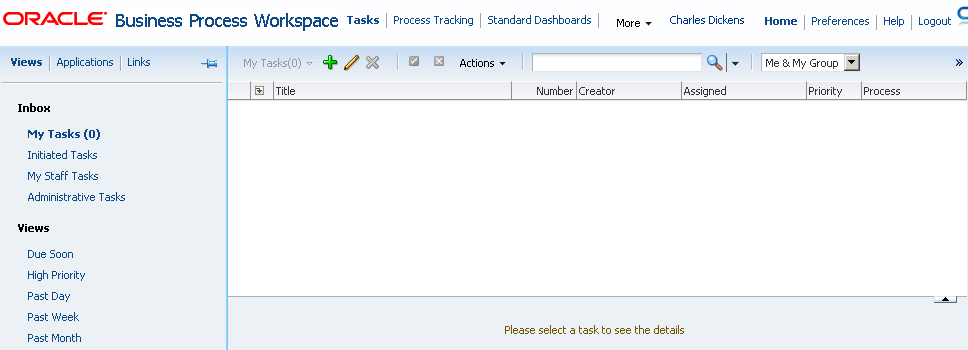 ORACLE Business Process Workspace Tasks Process Tracking Standard Dashboards More Charles Dickens Home Preferences Help Logout
Views Applications Links
My Tasks(0) Actions Me & My Group »
Title Number Creator Assigned Priority Process
Inbox
My Tasks (0)
Initiated Tasks
My Staff Tasks
Administrative Tasks
Views
Due Soon
High Priority
Past Day
Past Week
Past Month
Please select a task to see the details